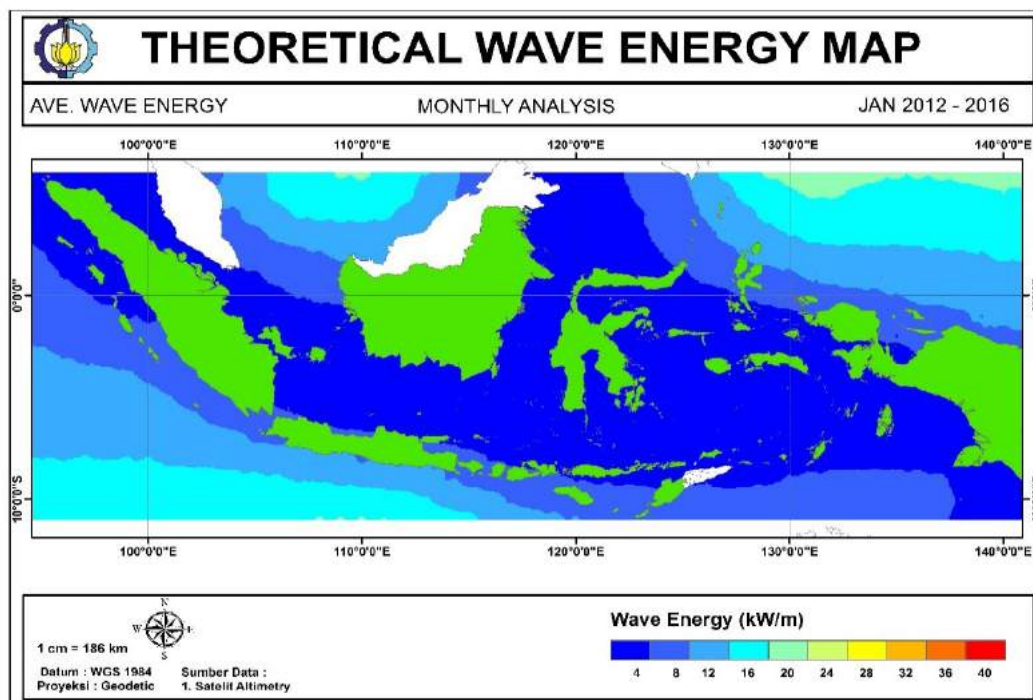 THEORETICAL WAVE ENERGY MAP
AVE. WAVE ENERGY MONTHLY ANALYSIS JAN 2012 - 2016
100°0'0"E 110°0'0"E 120°0'0"E 130°0'0"E 140°0'0"E
0°0'0"
10°0'0"S
100°0'0"E 110°0'0"E 120°0'0"E 130°0'0"E 140°0'0"E
N
W E
S
1 cm = 186 km
Datum : WGS 1984
Proyeksi : Geodetic
Sumber Data :
1. Satelit Altimetry
Wave Energy (kW/m)
4 8 12 16 20 24 28 32 36 40